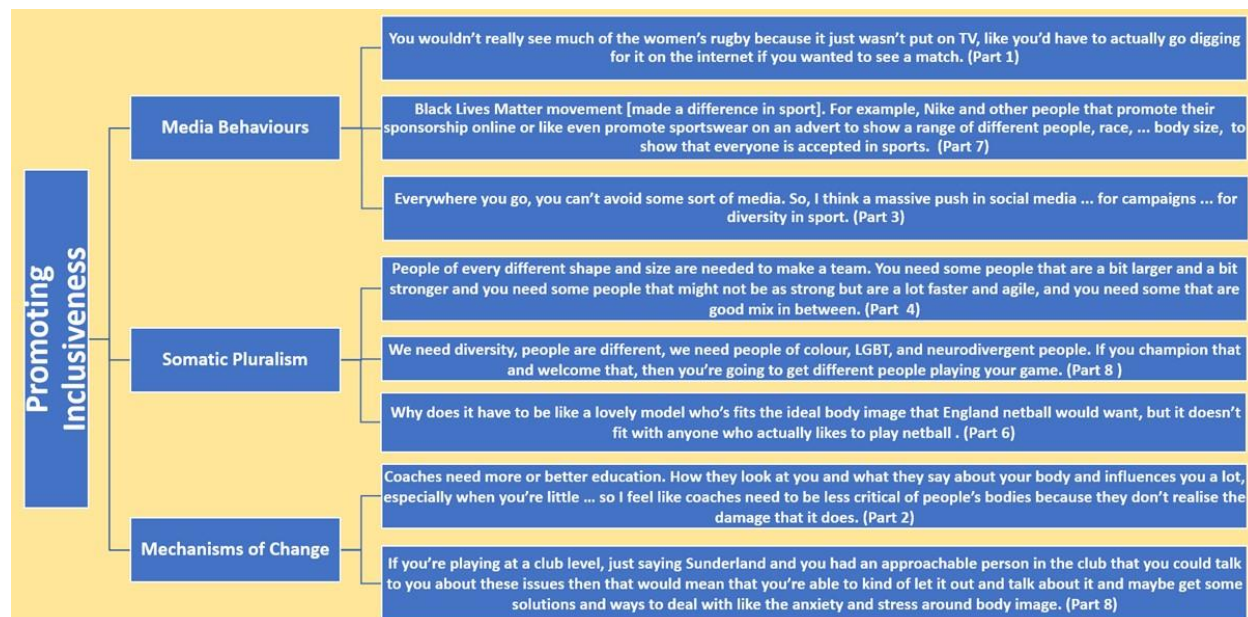 Promoting
Inclusiveness
Media Behaviours
You wouldn't really see much of the women's rugby because it just wasn't put on TV, like you'd have to actually go digging
for it on the internet if you wanted to see a match. (Part 1)
Black Lives Matter movement [made a difference in sport]. For example, Nike and other people that promote their
sponsorship online or like even promote sportswear on an advert to show a range of different people, race, ... body size, to
show that everyone is accepted in sports. (Part 7)
Everywhere you go, you can't avoid some sort of media. So, I think a massive push in social media ... for campaigns ... for
diversity in sport. (Part 3)
Somatic Pluralism
People of every different shape and size are needed to make a team. You need some people that are a bit larger and a bit
stronger and you need some people that might not be as strong but are a lot faster and agile, and you need some that are
good mix in between. (Part 4)
We need diversity, people are different, we need people of colour, LGBT, and neurodivergent people. If you champion that
and welcome that, then you're going to get different people playing your game. (Part 8 )
Why does it have to be like a lovely model who's fits the ideal body image that England netball would want, but it doesn't
fit with anyone who actually likes to play netball . (Part 6)
Mechanisms of Change
Coaches need more or better education. How they look at you and what they say about your body and influences you a lot,
especially when you're little ... so I feel like coaches need to be less critical of people's bodies because they don't realise the
damage that it does. (Part 2)
If you're playing at a club level, just saying Sunderland and you had an approachable person in the club that you could talk
to you about these issues then that would mean that you're able to kind of let it out and talk about it and maybe get some
solutions and ways to deal with like the anxiety and stress around body image. (Part 8)